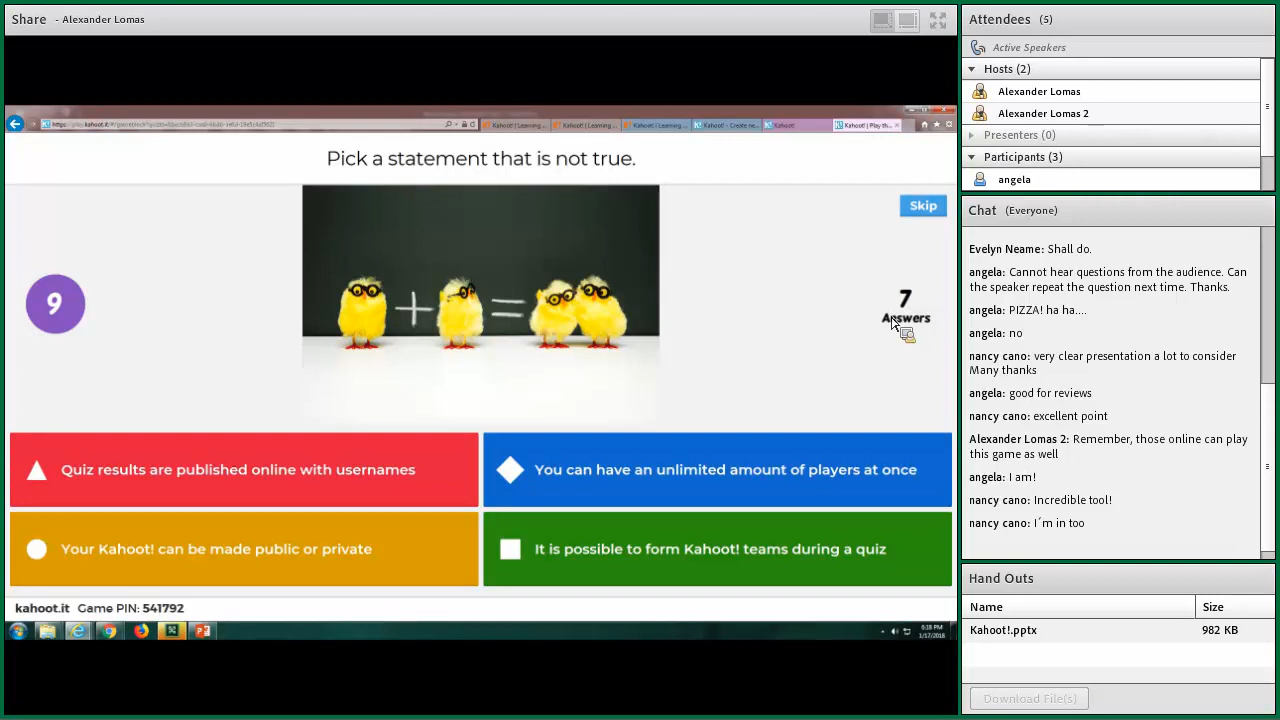 Share - Alexander Lomas
Pick a statement that is not true.
Skip
9
+ =
7
Answers
Quiz results are published online with usernames
You can have an unlimited amount of players at once
Your Kahoot! can be made public or private
It is possible to form Kahoot! teams during a quiz
kahoot.it Game PIN: 541792
6:18 PM
1/17/2018
Attendees (5)
Active Speakers
Hosts (2)
Alexander Lomas
Alexander Lomas 2
Presenters (0)
Participants (3)
angela
Chat (Everyone)
Evelyn Neame: Shall do.
angela: Cannot hear questions from the audience. Can
the speaker repeat the question next time. Thanks.
angela: PIZZA! ha ha....
angela: no
nancy cano: very clear presentation a lot to consider
Many thanks
angela: good for reviews
nancy cano: excellent point
Alexander Lomas 2: Remember, those online can play
this game as well
angela: I am!
nancy cano: Incredible tool!
nancy cano: I´m in too
Hand Outs
Name Size
Kahoot!.pptx 982 KB
Download File(s)